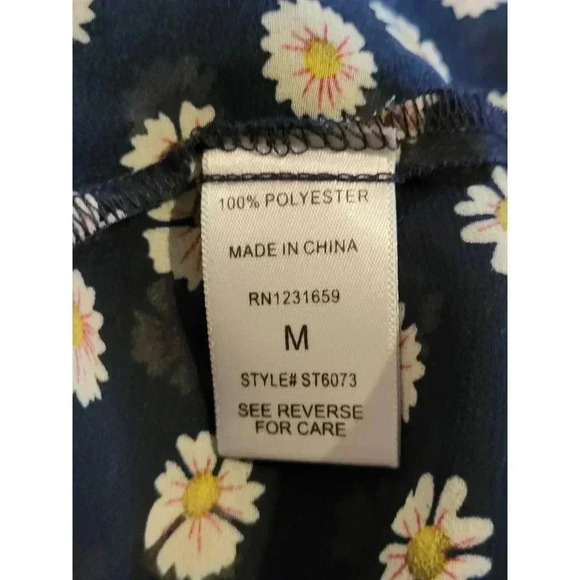 100% POLYESTER
MADE IN CHINA
RN1231659
M
STYLE# ST6073
SEE REVERSE
FOR CARE